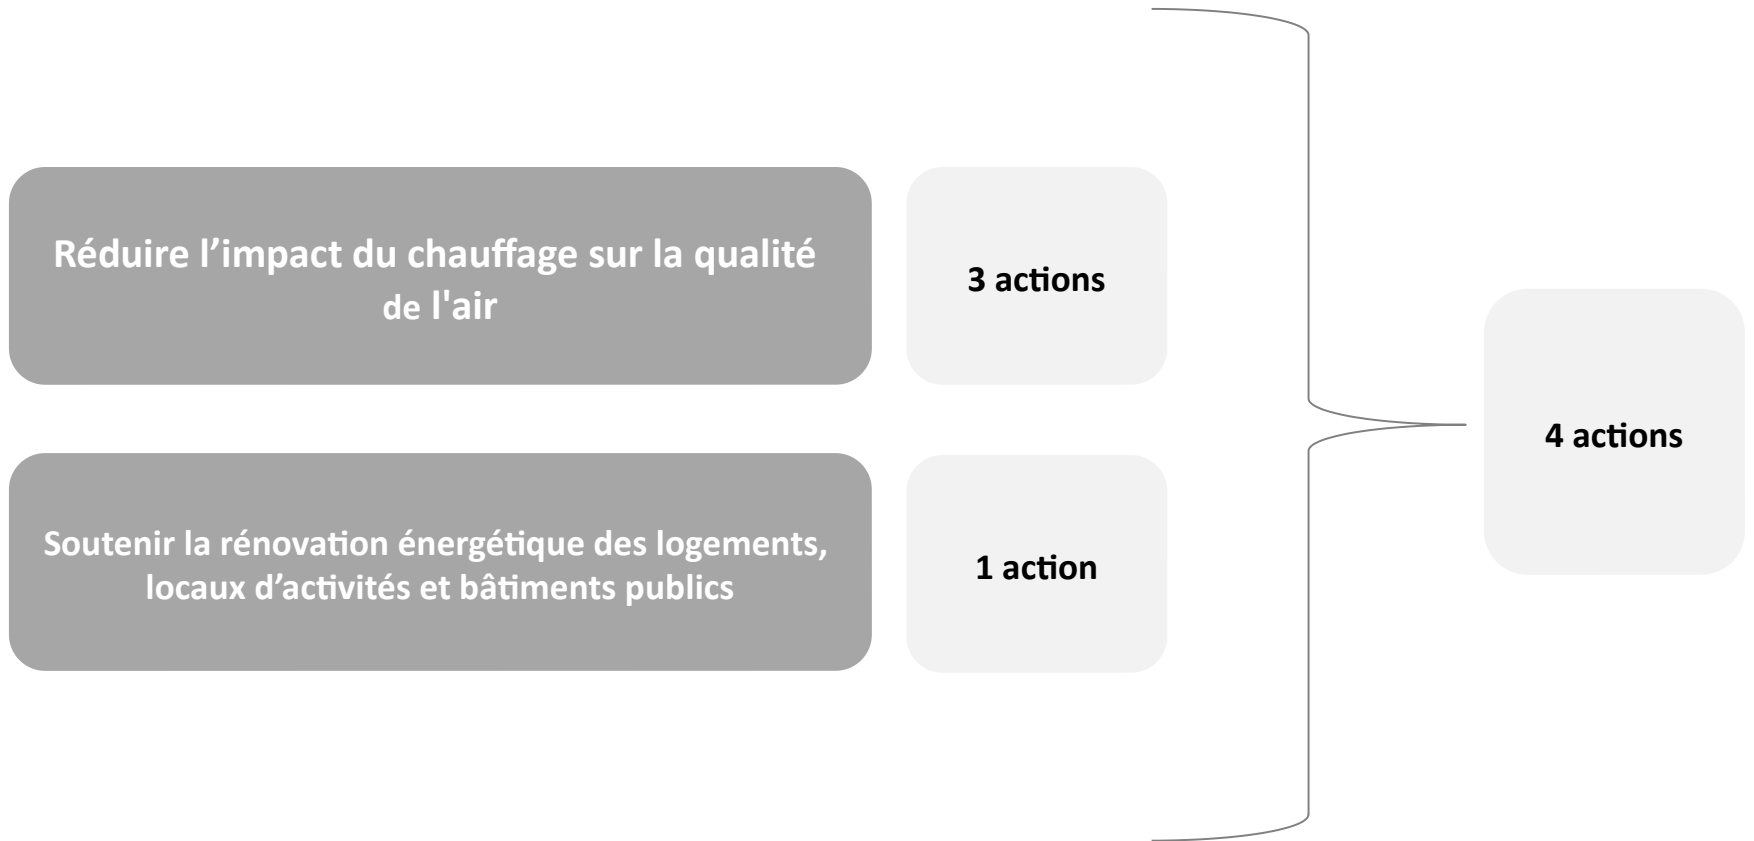 Réduire l’impact du chauffage sur la qualité
de l'air
3 actions
Soutenir la rénovation énergétique des logements,
locaux d’activités et bâtiments publics
1 action
4 actions